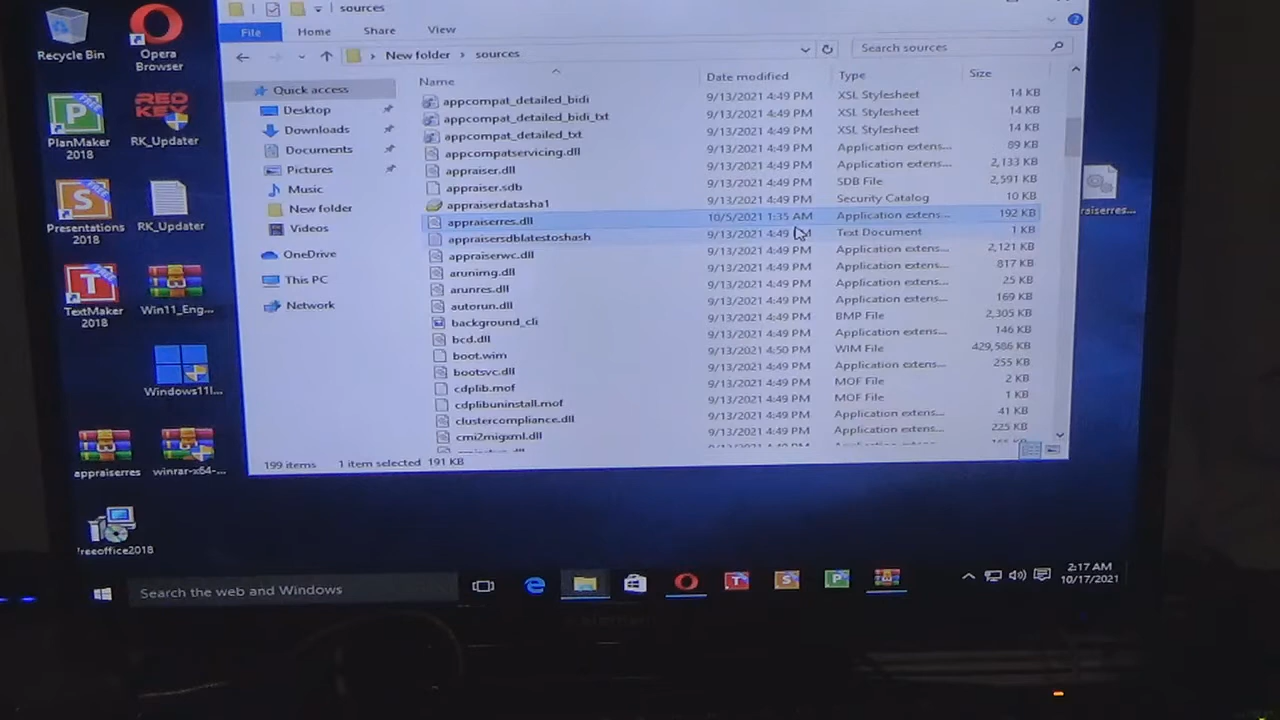 sources
File Home Share View
New folder > sources
Search sources
Name Date modified Type Size
appcompat_detailed_bidi 9/13/2021 4:49 PM XSL Stylesheet 14 KB
appcompat_detailed_bidi_txt 9/13/2021 4:49 PM XSL Stylesheet 14 KB
appcompat_detailed_txt 9/13/2021 4:49 PM XSL Stylesheet 14 KB
appcompatservicing.dll 9/13/2021 4:49 PM Application extens... 89 KB
appraiser.dll 9/13/2021 4:49 PM Application extens... 2,133 KB
appraiser.sdb 9/13/2021 4:49 PM SDB File 2,591 KB
appraiserdatasha1 9/13/2021 4:49 PM Security Catalog 10 KB
appraiserres.dll 10/5/2021 1:35 AM Application extens... 192 KB
appraisersdblatestoshash 9/13/2021 4:49 PM Text Document 1 KB
appraiserwc.dll 9/13/2021 4:49 PM Application extens... 2,121 KB
arunimg.dll 9/13/2021 4:49 PM Application extens... 817 KB
arunres.dll 9/13/2021 4:49 PM Application extens... 25 KB
autorun.dll 9/13/2021 4:49 PM Application extens... 169 KB
background_cli 9/13/2021 4:49 PM BMP File 2,305 KB
bcd.dll 9/13/2021 4:49 PM Application extens... 146 KB
boot.wim 9/13/2021 4:50 PM WIM File 429,586 KB
bootsvc.dll 9/13/2021 4:49 PM Application extens... 255 KB
cdplib.mof 9/13/2021 4:49 PM MOF File 2 KB
cdplibuninstall.mof 9/13/2021 4:49 PM MOF File 1 KB
clustercompliance.dll 9/13/2021 4:49 PM Application extens... 41 KB
cmi2migxml.dll 9/13/2021 4:49 PM Application extens... 225 KB
Quick access
Desktop
Downloads
Documents
Pictures
Music
New folder
Videos
OneDrive
This PC
Network
199 items 1 item selected 191 KB
Recycle Bin
Opera
Browser
FREE
PlanMaker
2018
RED
KEY
RK_Updater
FREE
Presentations
2018
RK_Updater
FREE
TextMaker
2018
Win11_Eng...
Windows11I...
appraiserres
winrar-x64-...
freeoffice2018
aiserres...
Search the web and Windows
2:17 AM
10/17/2021